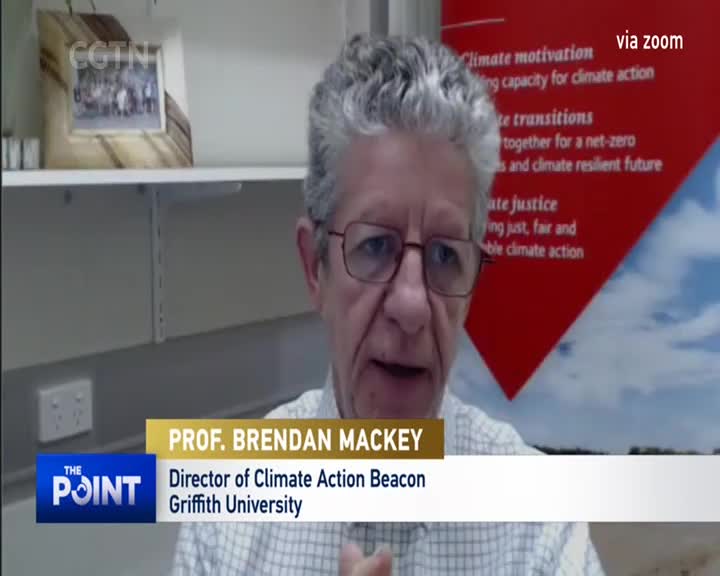 CGTN
via zoom
Climate motivation
capacity for climate action
transitions
together for a net-zero
and climate resilient future
justice
just, fair and
climate action
PROF. BRENDAN MACKEY
THE
POINT
Director of Climate Action Beacon
Griffith University